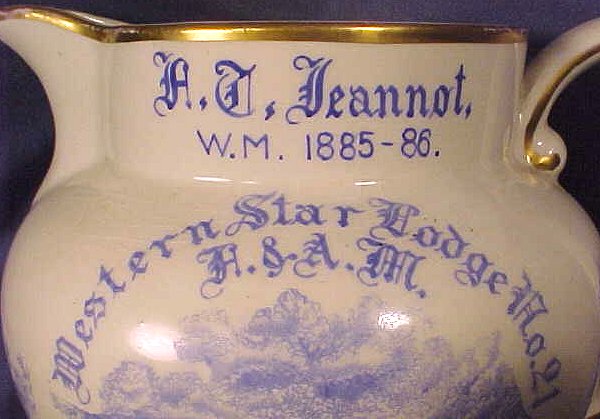 A. T. Jeannot.
W.M. 1885-86.
Western Star Lodge No. 21
F. & A. M.